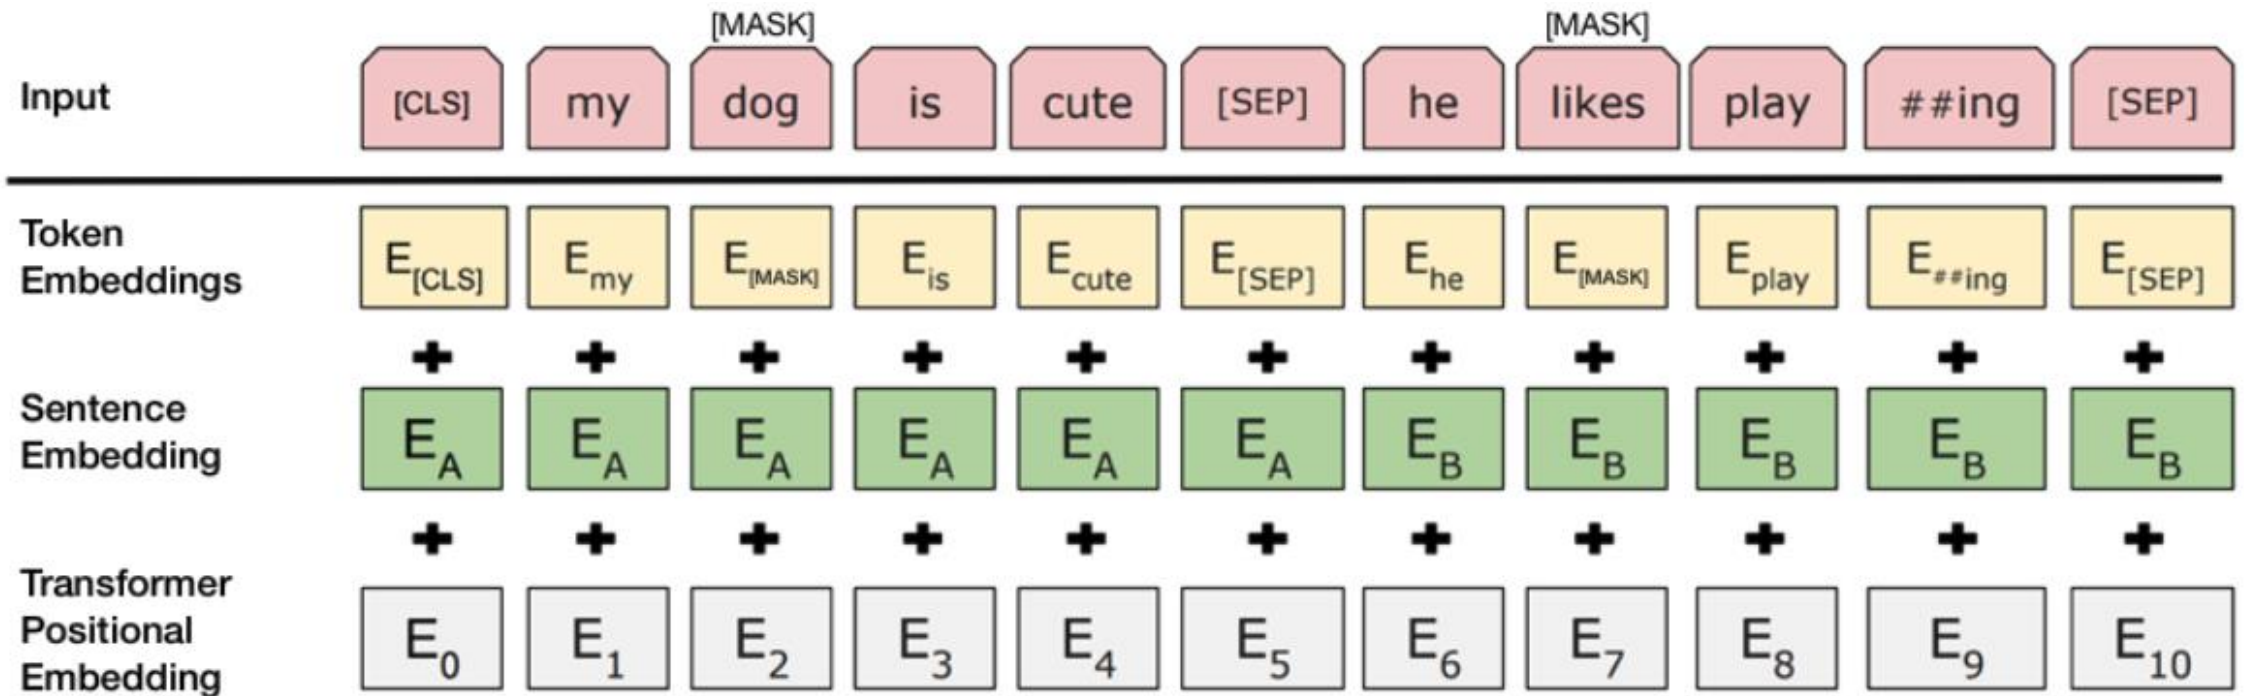 [MASK] [MASK]
Input [CLS] my dog is cute [SEP] he likes play ##ing [SEP]
Token
Embeddings
E[CLS] Emy E[MASK] Eis Ecute E[SEP] Ehe E[MASK] Eplay E##ing E[SEP]
+ + + + + + + + + + +
Sentence
Embedding
EA EA EA EA EA EA EB EB EB EB EB
+ + + + + + + + + + +
Transformer
Positional
Embedding
E0 E1 E2 E3 E4 E5 E6 E7 E8 E9 E10